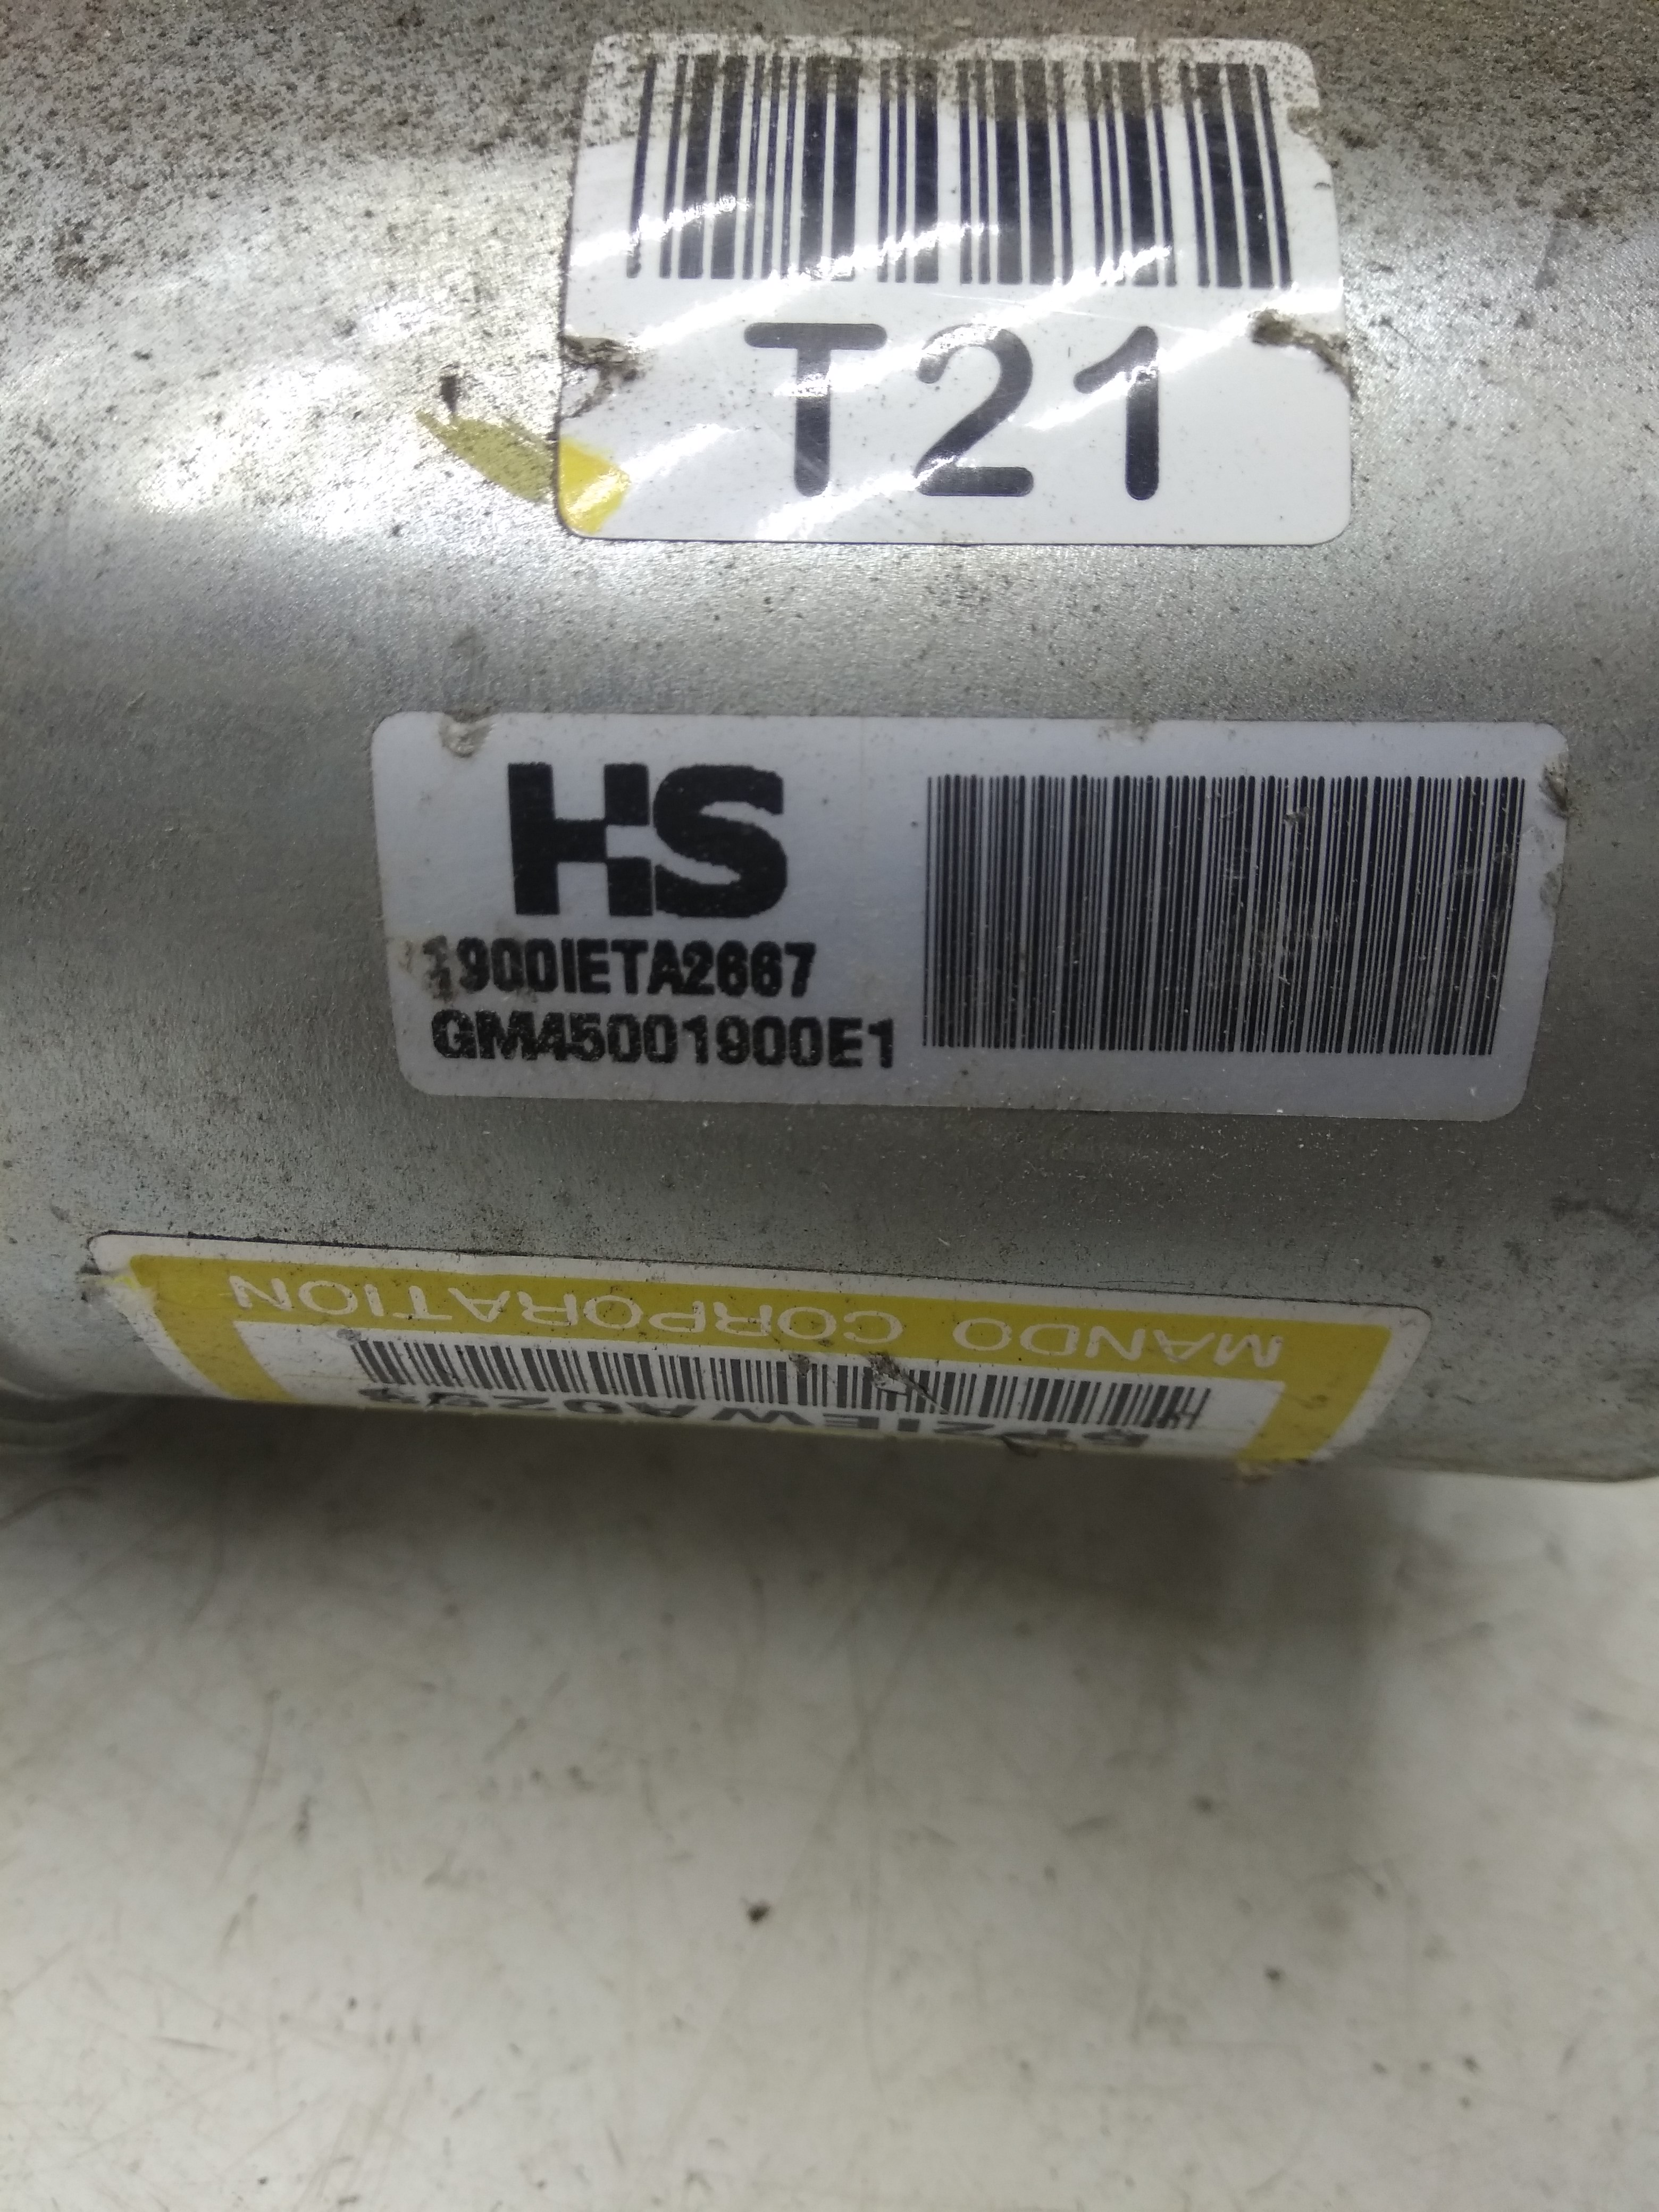 T21
HS
1900IETA2667
GM45001900E1
MANDO CORPORATION